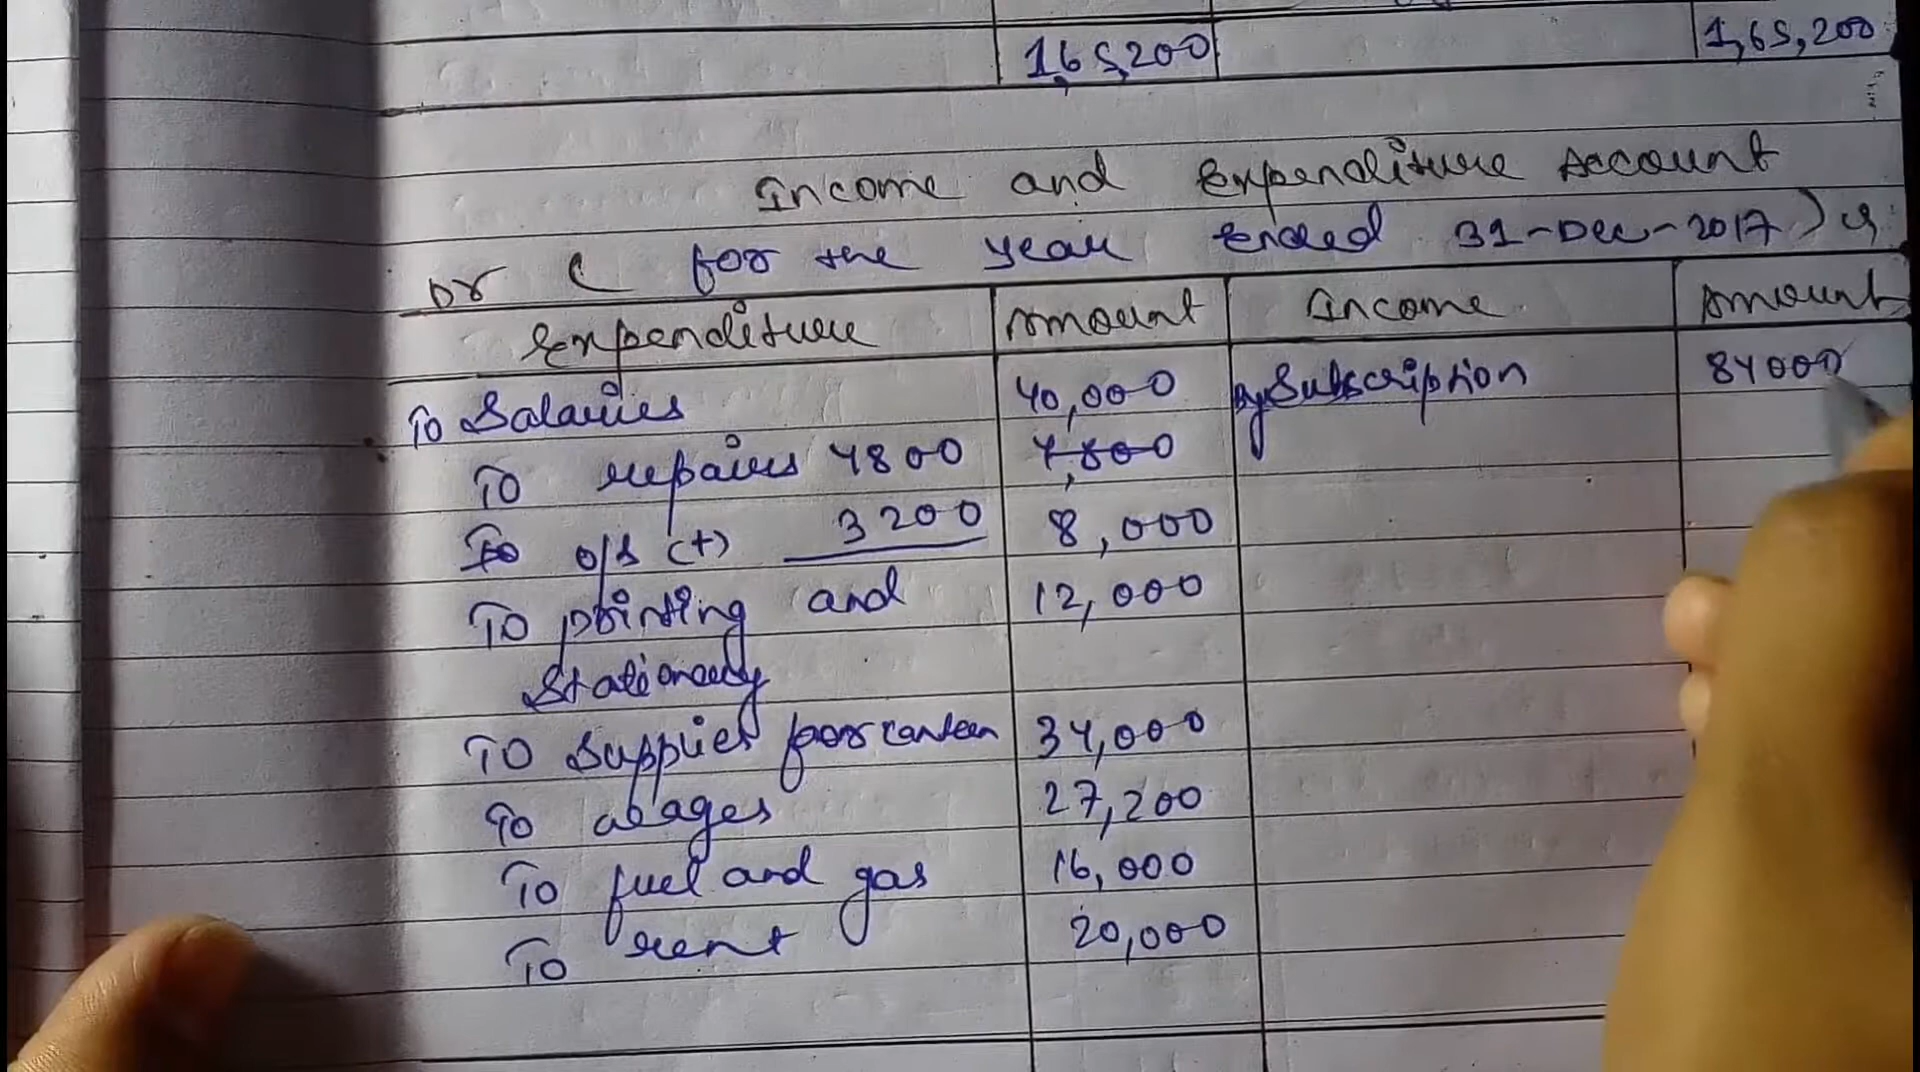 1,65,200 1,65,200
Income and Expenditure Account
Dr ( for the year ended 31-Dec-2017) Cr
Expenditure Amount Income Amount
To Salaries 40,000 By Subscription 84000
To repairs 4800 4,800
To o/s (+) 3200 8,000
To printing and 12,000
Stationery
To Supplies for canteen 34,000
To wages 27,200
To fuel and gas 16,000
To rent 20,000